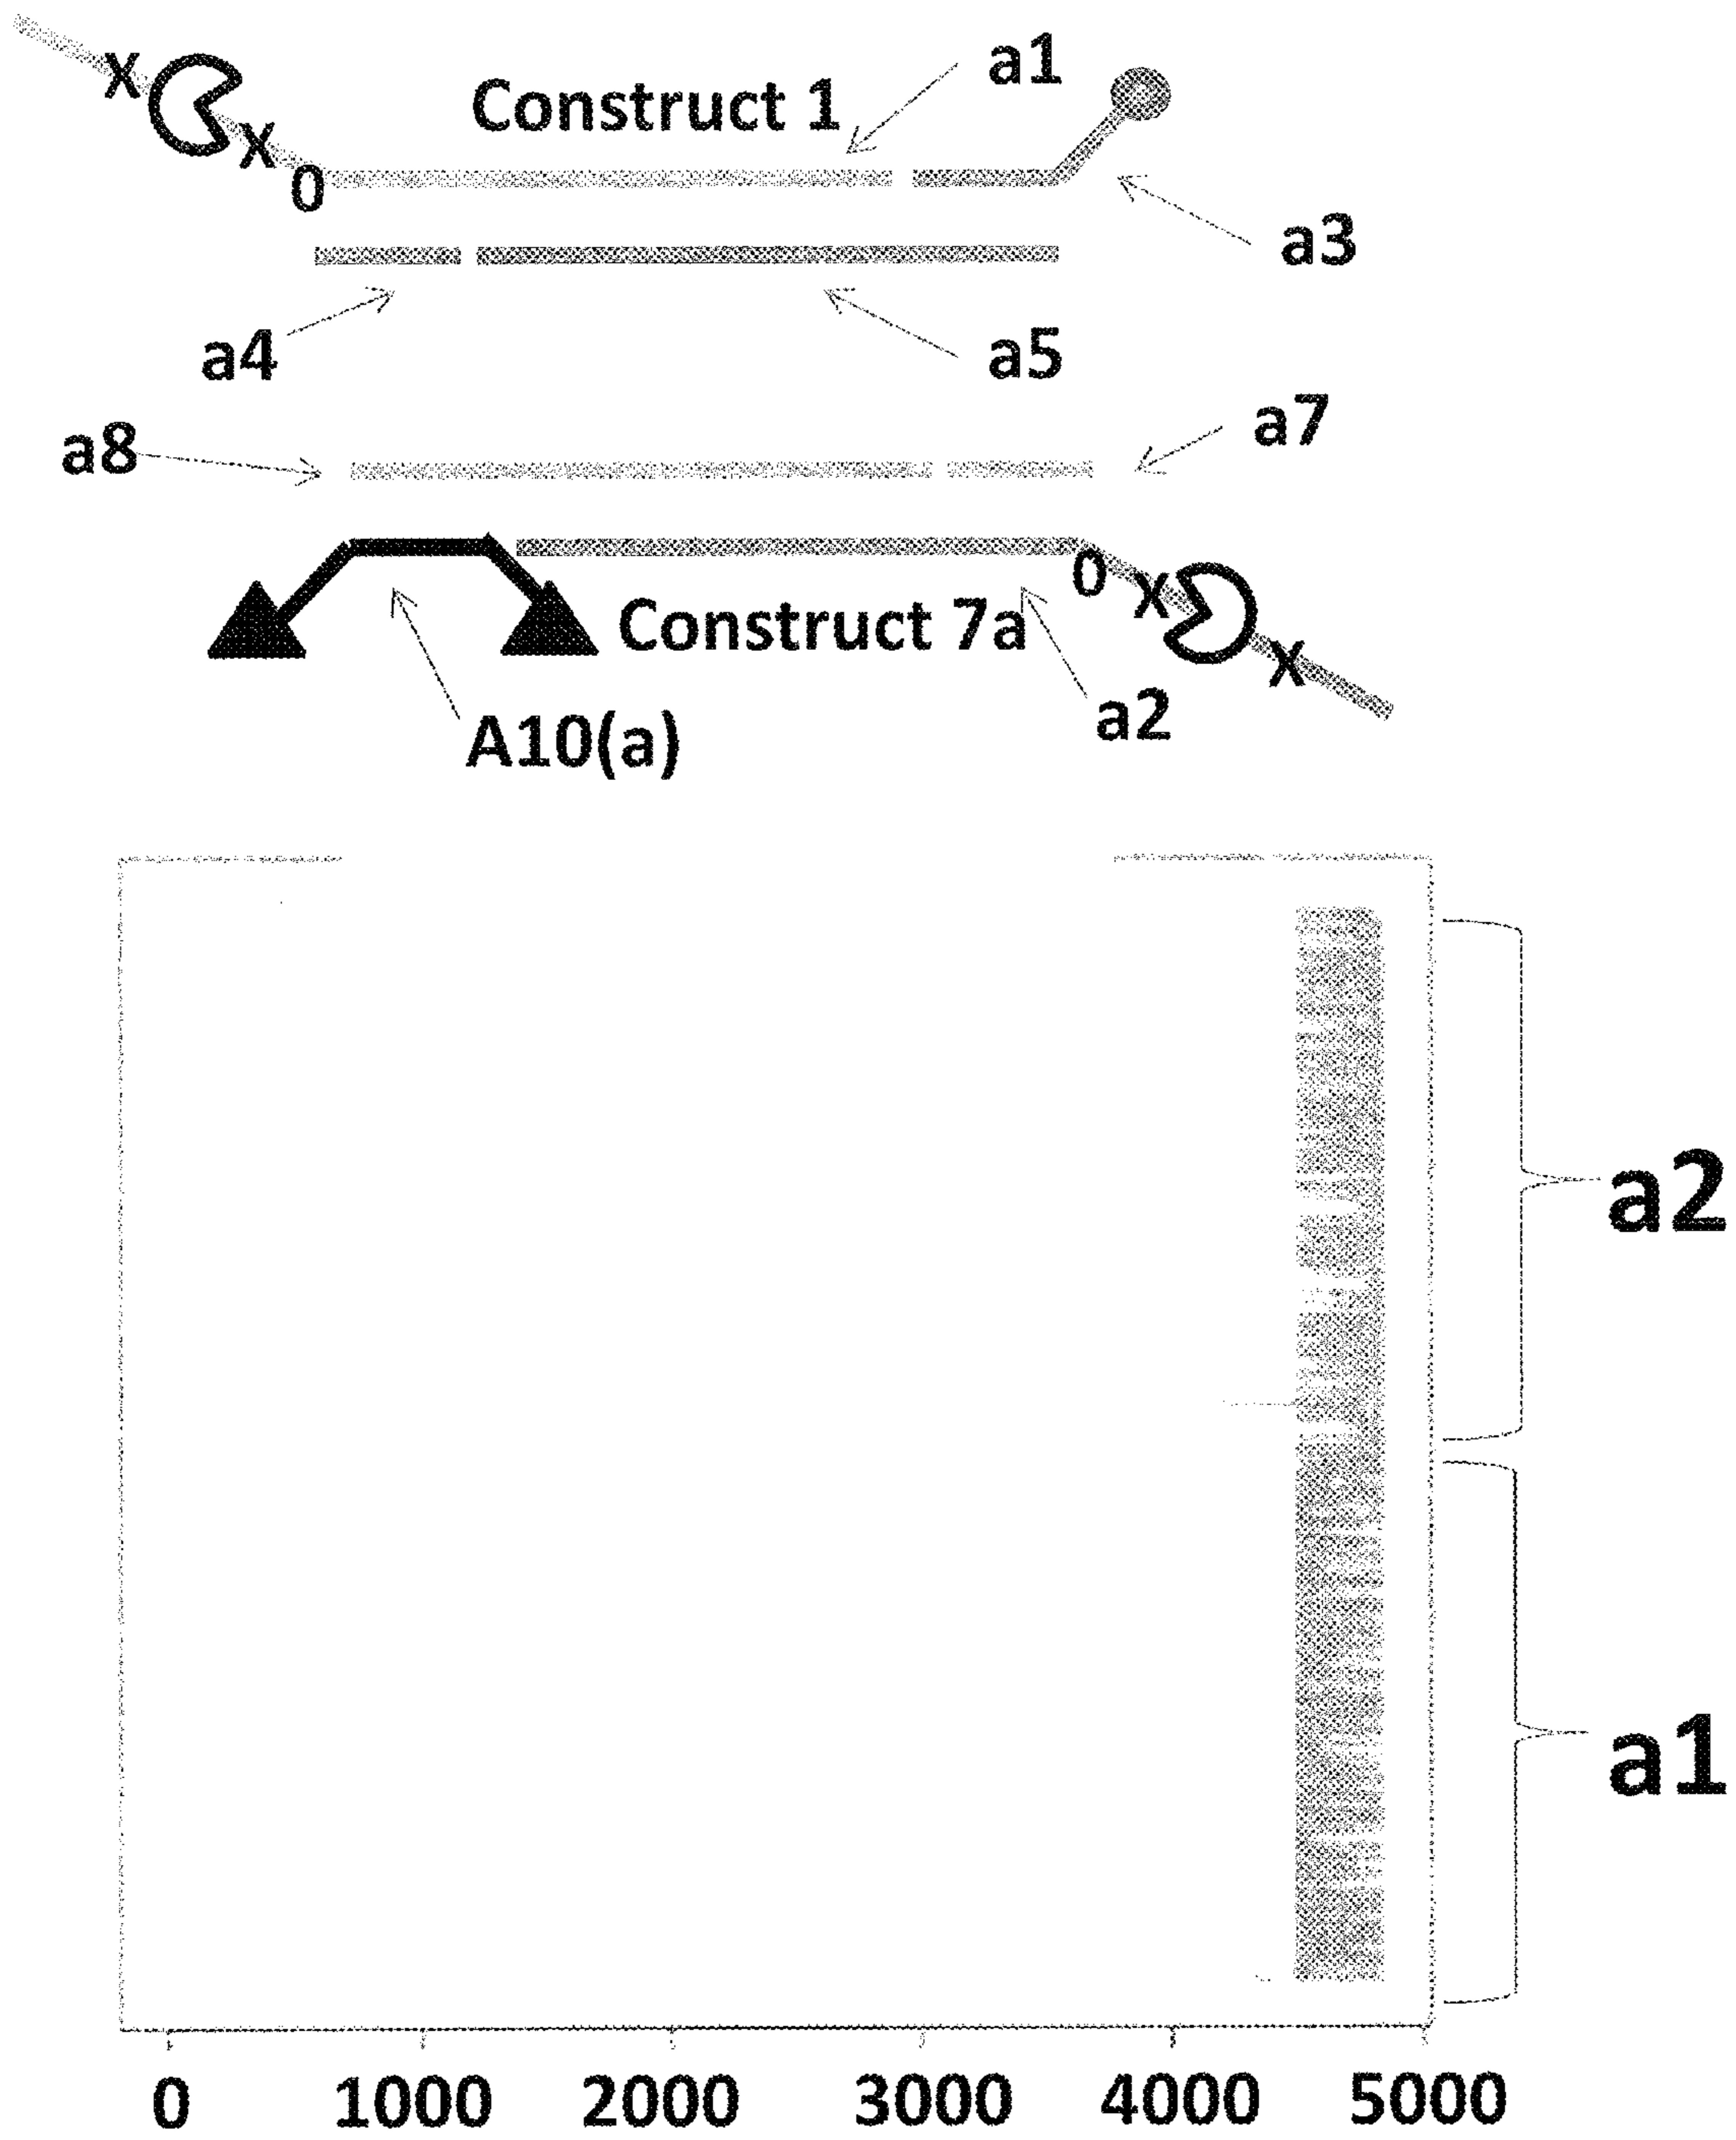 a1
X
Construct 1
X
0
a3
a4
a5
a7
a8
0
X
Construct 7a
X
a2
A10(a)
a2
a1
0 1000 2000 3000 4000 5000